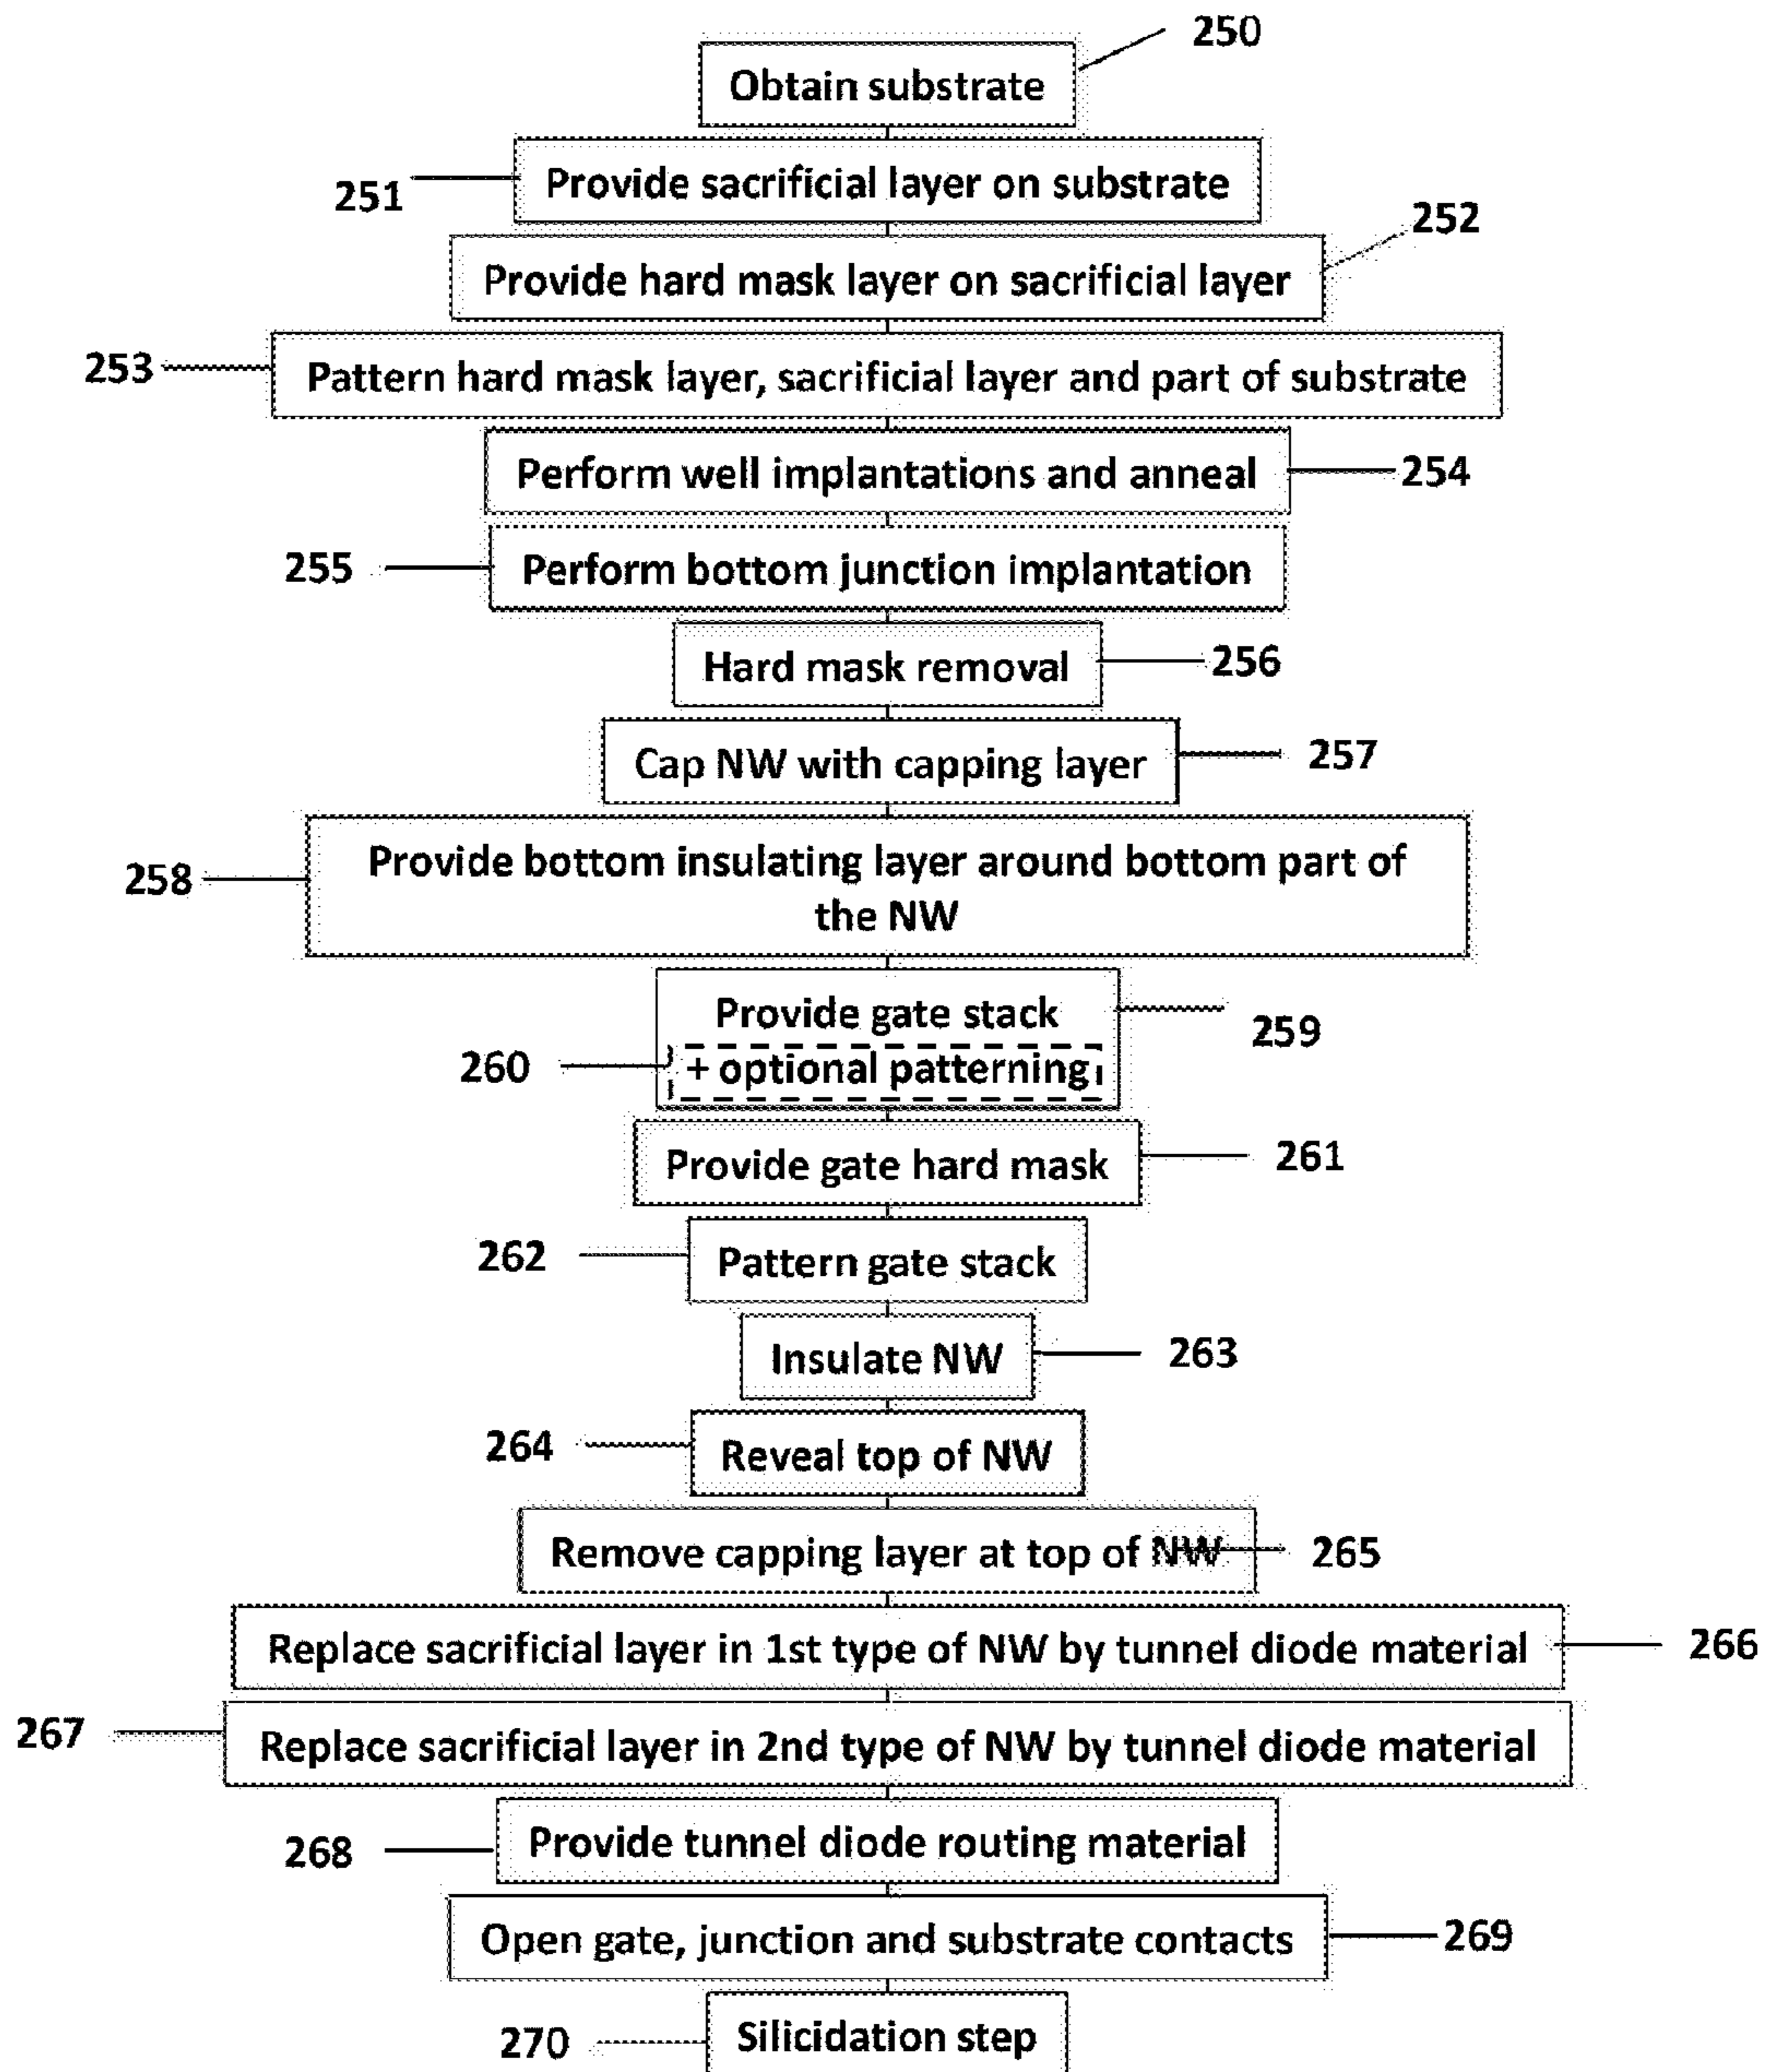 250
Obtain substrate
251
Provide sacrificial layer on substrate
252
Provide hard mask layer on sacrificial layer
253
Pattern hard mask layer, sacrificial layer and part of substrate
Perform well implantations and anneal
254
255
Perform bottom junction implantation
Hard mask removal
256
Cap NW with capping layer
257
258
Provide bottom insulating layer around bottom part of
the NW
Provide gate stack
259
260
+ optional patterning
Provide gate hard mask
261
262
Pattern gate stack
Insulate NW
263
264
Reveal top of NW
Remove capping layer at top of NW
265
Replace sacrificial layer in 1st type of NW by tunnel diode material
266
267
Replace sacrificial layer in 2nd type of NW by tunnel diode material
268
Provide tunnel diode routing material
Open gate, junction and substrate contacts
269
270
Silicidation step